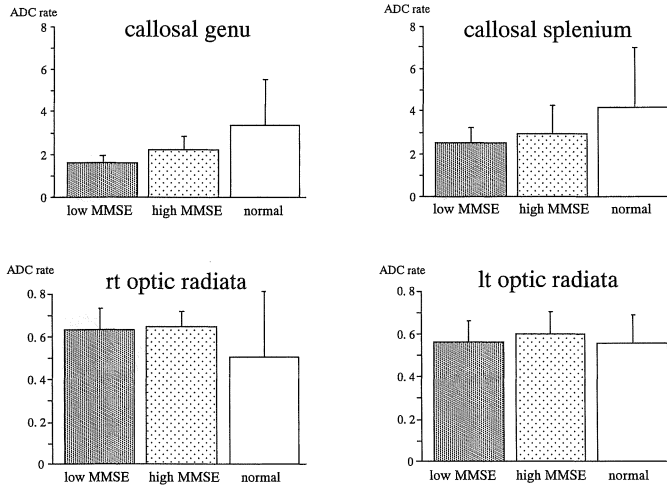 ADC rate
callosal genu
8
6
4
2
0
low MMSE high MMSE normal
ADC rate
callosal splenium
8
6
4
2
0
low MMSE high MMSE normal
ADC rate
rt optic radiata
0.8
0.6
0.4
0.2
0
low MMSE high MMSE normal
ADC rate
lt optic radiata
0.8
0.6
0.4
0.2
0
low MMSE high MMSE normal